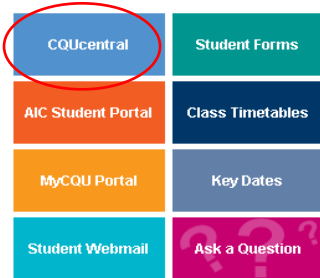 CQUcentral
Student Forms
AIC Student Portal
Class Timetables
MyCQU Portal
Key Dates
Student Webmail
Ask a Question